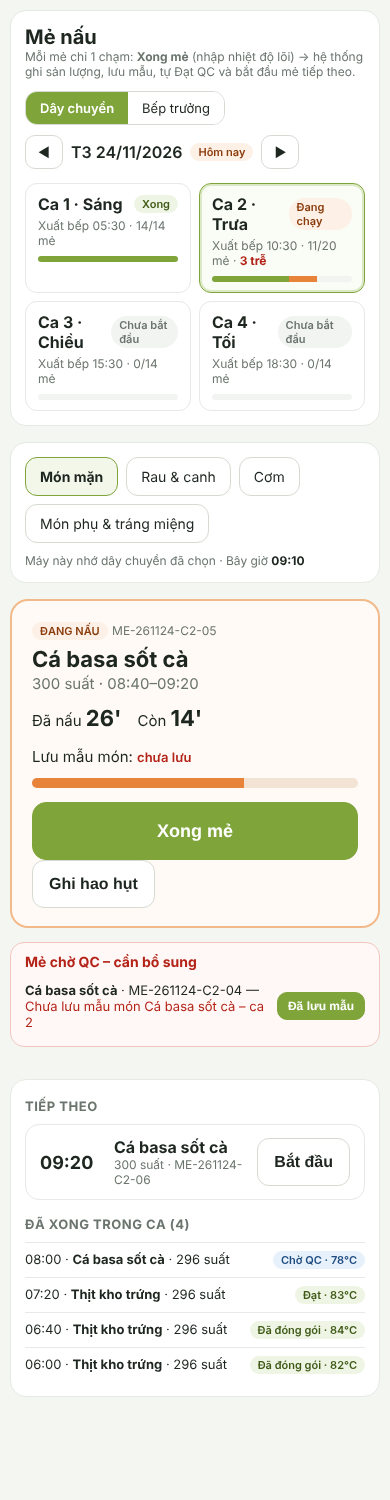 Mẻ nấu
Mỗi mẻ chỉ 1 chạm: Xong mẻ (nhập nhiệt độ lõi) → hệ thống
ghi sản lượng, lưu mẫu, tự Đạt QC và bắt đầu mẻ tiếp theo.
Dây chuyền Bếp trưởng
◀ T3 24/11/2026 Hôm nay ▶
Ca 1 · Sáng Xong
Xuất bếp 05:30 · 14/14
mẻ
Ca 2 ·
Trưa
Đang
chạy
Xuất bếp 10:30 · 11/20
mẻ · 3 trễ
Ca 3 ·
Chiều
Chưa bắt
đầu
Xuất bếp 15:30 · 0/14
mẻ
Ca 4 ·
Tối
Chưa bắt
đầu
Xuất bếp 18:30 · 0/14
mẻ
Món mặn Rau & canh Cơm
Món phụ & tráng miệng
Máy này nhớ dây chuyền đã chọn · Bây giờ 09:10
ĐANG NẤU ME-261124-C2-05
Cá basa sốt cà
300 suất · 08:40–09:20
Đã nấu 26' Còn 14'
Lưu mẫu món: chưa lưu
Xong mẻ
Ghi hao hụt
Mẻ chờ QC – cần bổ sung
Cá basa sốt cà · ME-261124-C2-04 —
Chưa lưu mẫu món Cá basa sốt cà – ca
2
Đã lưu mẫu
TIẾP THEO
09:20
Cá basa sốt cà
300 suất · ME-261124-
C2-06
Bắt đầu
ĐÃ XONG TRONG CA (4)
08:00 · Cá basa sốt cà · 296 suất Chờ QC · 78°C
07:20 · Thịt kho trứng · 296 suất Đạt · 83°C
06:40 · Thịt kho trứng · 296 suất Đã đóng gói · 84°C
06:00 · Thịt kho trứng · 296 suất Đã đóng gói · 82°C